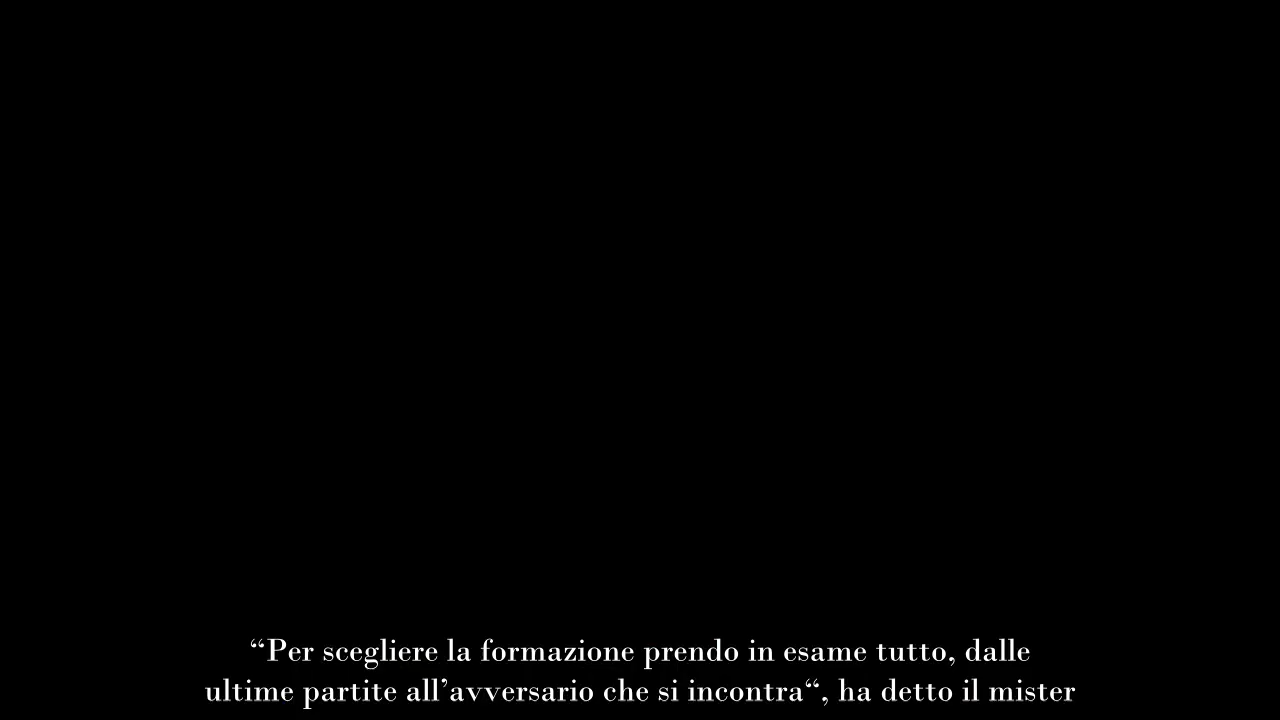 “Per scegliere la formazione prendo in esame tutto, dalle
ultime partite all’avversario che si incontra“, ha detto il mister